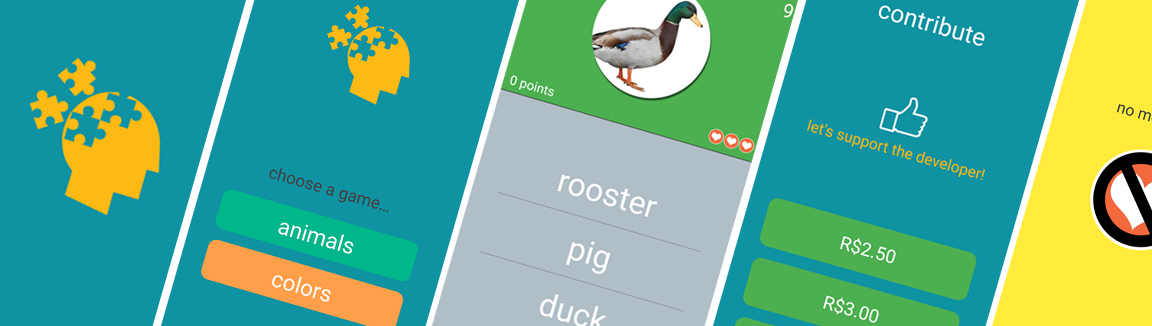 choose a game...
animals
colors
9
0 points
rooster
pig
duck
contribute
let's support the developer!
R$2.50
R$3.00
no m